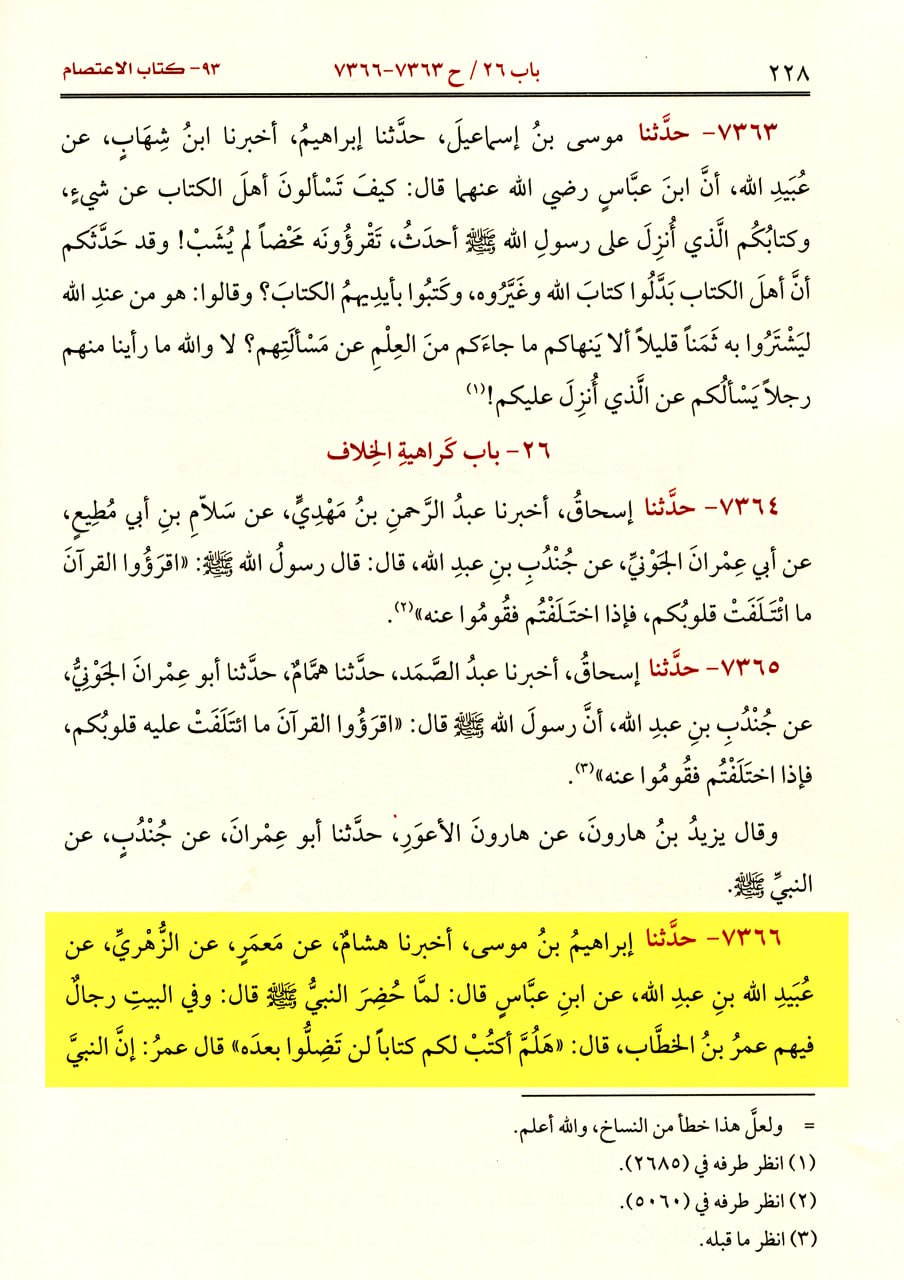 ٢٢٨ باب ٢٦ / ح ٧٣٦٣-٧٣٦٦ ٩٣- كتاب الاعتصام
٧٣٦٣- حدَّثنا موسى بنُ إسماعيلَ، حدَّثنا إبراهيمُ، أخبرنا ابنُ شِهَابٍ، عن
عُبَيدِ الله، أنَّ ابنَ عبَّاسٍ رضي الله عنهما قال: كيفَ تَسْألونَ أهلَ الكتاب عن شيءٍ،
وكتابُكُم الَّذي أُنزِلَ على رسولِ الله ﷺ أحدَثُ، تَقْرؤُونَه مَحْضاً لم يُشَبْ! وقد حَدَّثَكم
أنَّ أهلَ الكتاب بَدَّلُوا كتابَ الله وغَيَّرُوه، وكَتَبُوا بأيدِيهمُ الكتابَ؟ وقالوا: هو من عندِ الله
ليَشْتَرُوا به ثَمَناً قليلاً ألا يَنهاكم ما جاءَكم منَ العِلْمِ عن مَسْألَتِهم؟ لا والله ما رأينا منهم
رجلاً يَسْألُكم عن الَّذي أُنزِلَ عليكم!(١)
٢٦- باب كَراهيةِ الخِلاف
٧٣٦٤- حدَّثنا إسحاقُ، أخبرنا عبدُ الرَّحمنِ بنُ مَهْدِيٍّ، عن سَلاّمِ بنِ أبي مُطِيعٍ،
عن أبي عِمْرانَ الجَوْنيِّ، عن جُنْدُبِ بنِ عبدِ الله، قال: قال رسولُ الله ﷺ: «اقرَؤُوا القرآنَ
ما ائْتَلَفَتْ قلوبُكم، فإذا اختَلَفْتُم فقُومُوا عنه»(٢).
٧٣٦٥- حدَّثنا إسحاقُ، أخبرنا عبدُ الصَّمَد، حدَّثنا همَّامٌ، حدَّثنا أبو عِمْرانَ الجَوْنِيُّ،
عن جُنْدُبِ بنِ عبدِ الله، أنَّ رسولَ الله ﷺ قال: «اقرَؤُوا القرآنَ ما ائتَلَفَتْ عليه قلوبُكم،
فإذا اختَلَفْتُم فقُومُوا عنه»(٣).
وقال يزيدُ بنُ هارونَ، عن هارونَ الأعوَرِ، حدَّثنا أبو عِمْرانَ، عن جُنْدُبٍ، عن
النبيِّ ﷺ.
٧٣٦٦- حدَّثنا إبراهيمُ بنُ موسى، أخبرنا هشامٌ، عن مَعمَرٍ، عن الزُّهْريِّ، عن
عُبَيدِ الله بنِ عبدِ الله، عن ابنِ عبَّاسٍ قال: لمَّا حُضِرَ النبيُّ ﷺ قال: وفي البيتِ رجالٌ
فيهم عمرُ بنُ الخطَّاب، قال: «هَلُمَّ أكتُبْ لكم كتاباً لن تَضِلُّوا بعدَه» قال عمرُ: إنَّ النبيَّ
= ولعلَّ هذا خطأ من النساخ، والله أعلم.
(١) انظر طرفه في (٢٦٨٥).
(٢) انظر طرفه في (٥٠٦٠).
(٣) انظر ما قبله.